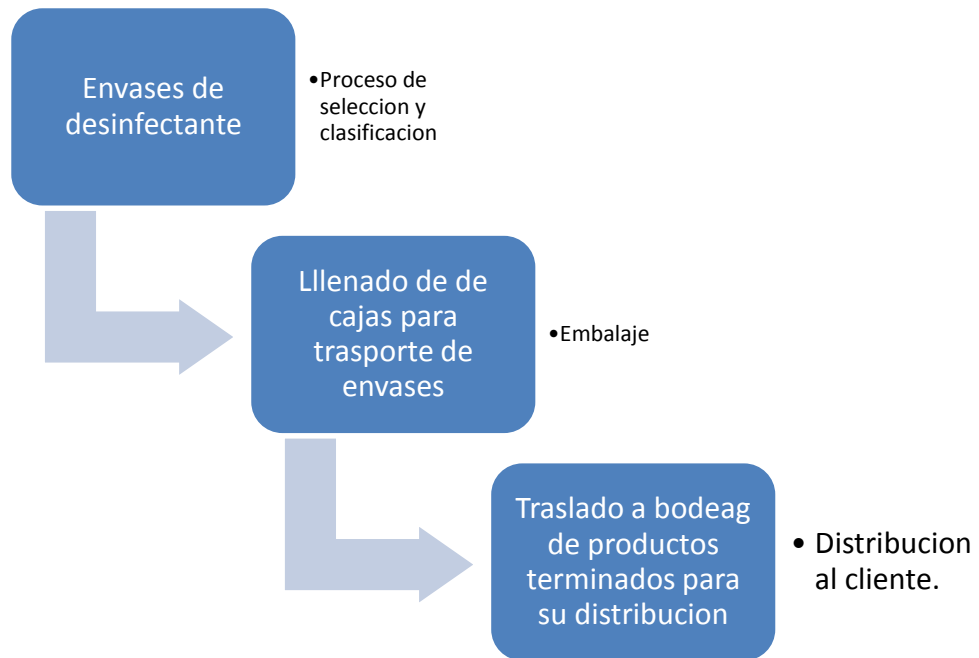 Envases de
desinfectante
•Proceso de
seleccion y
clasificacion
Lllenado de de
cajas para
trasporte de
envases
•Embalaje
Traslado a bodeag
de productos
terminados para
su distribucion
• Distribucion
al cliente.